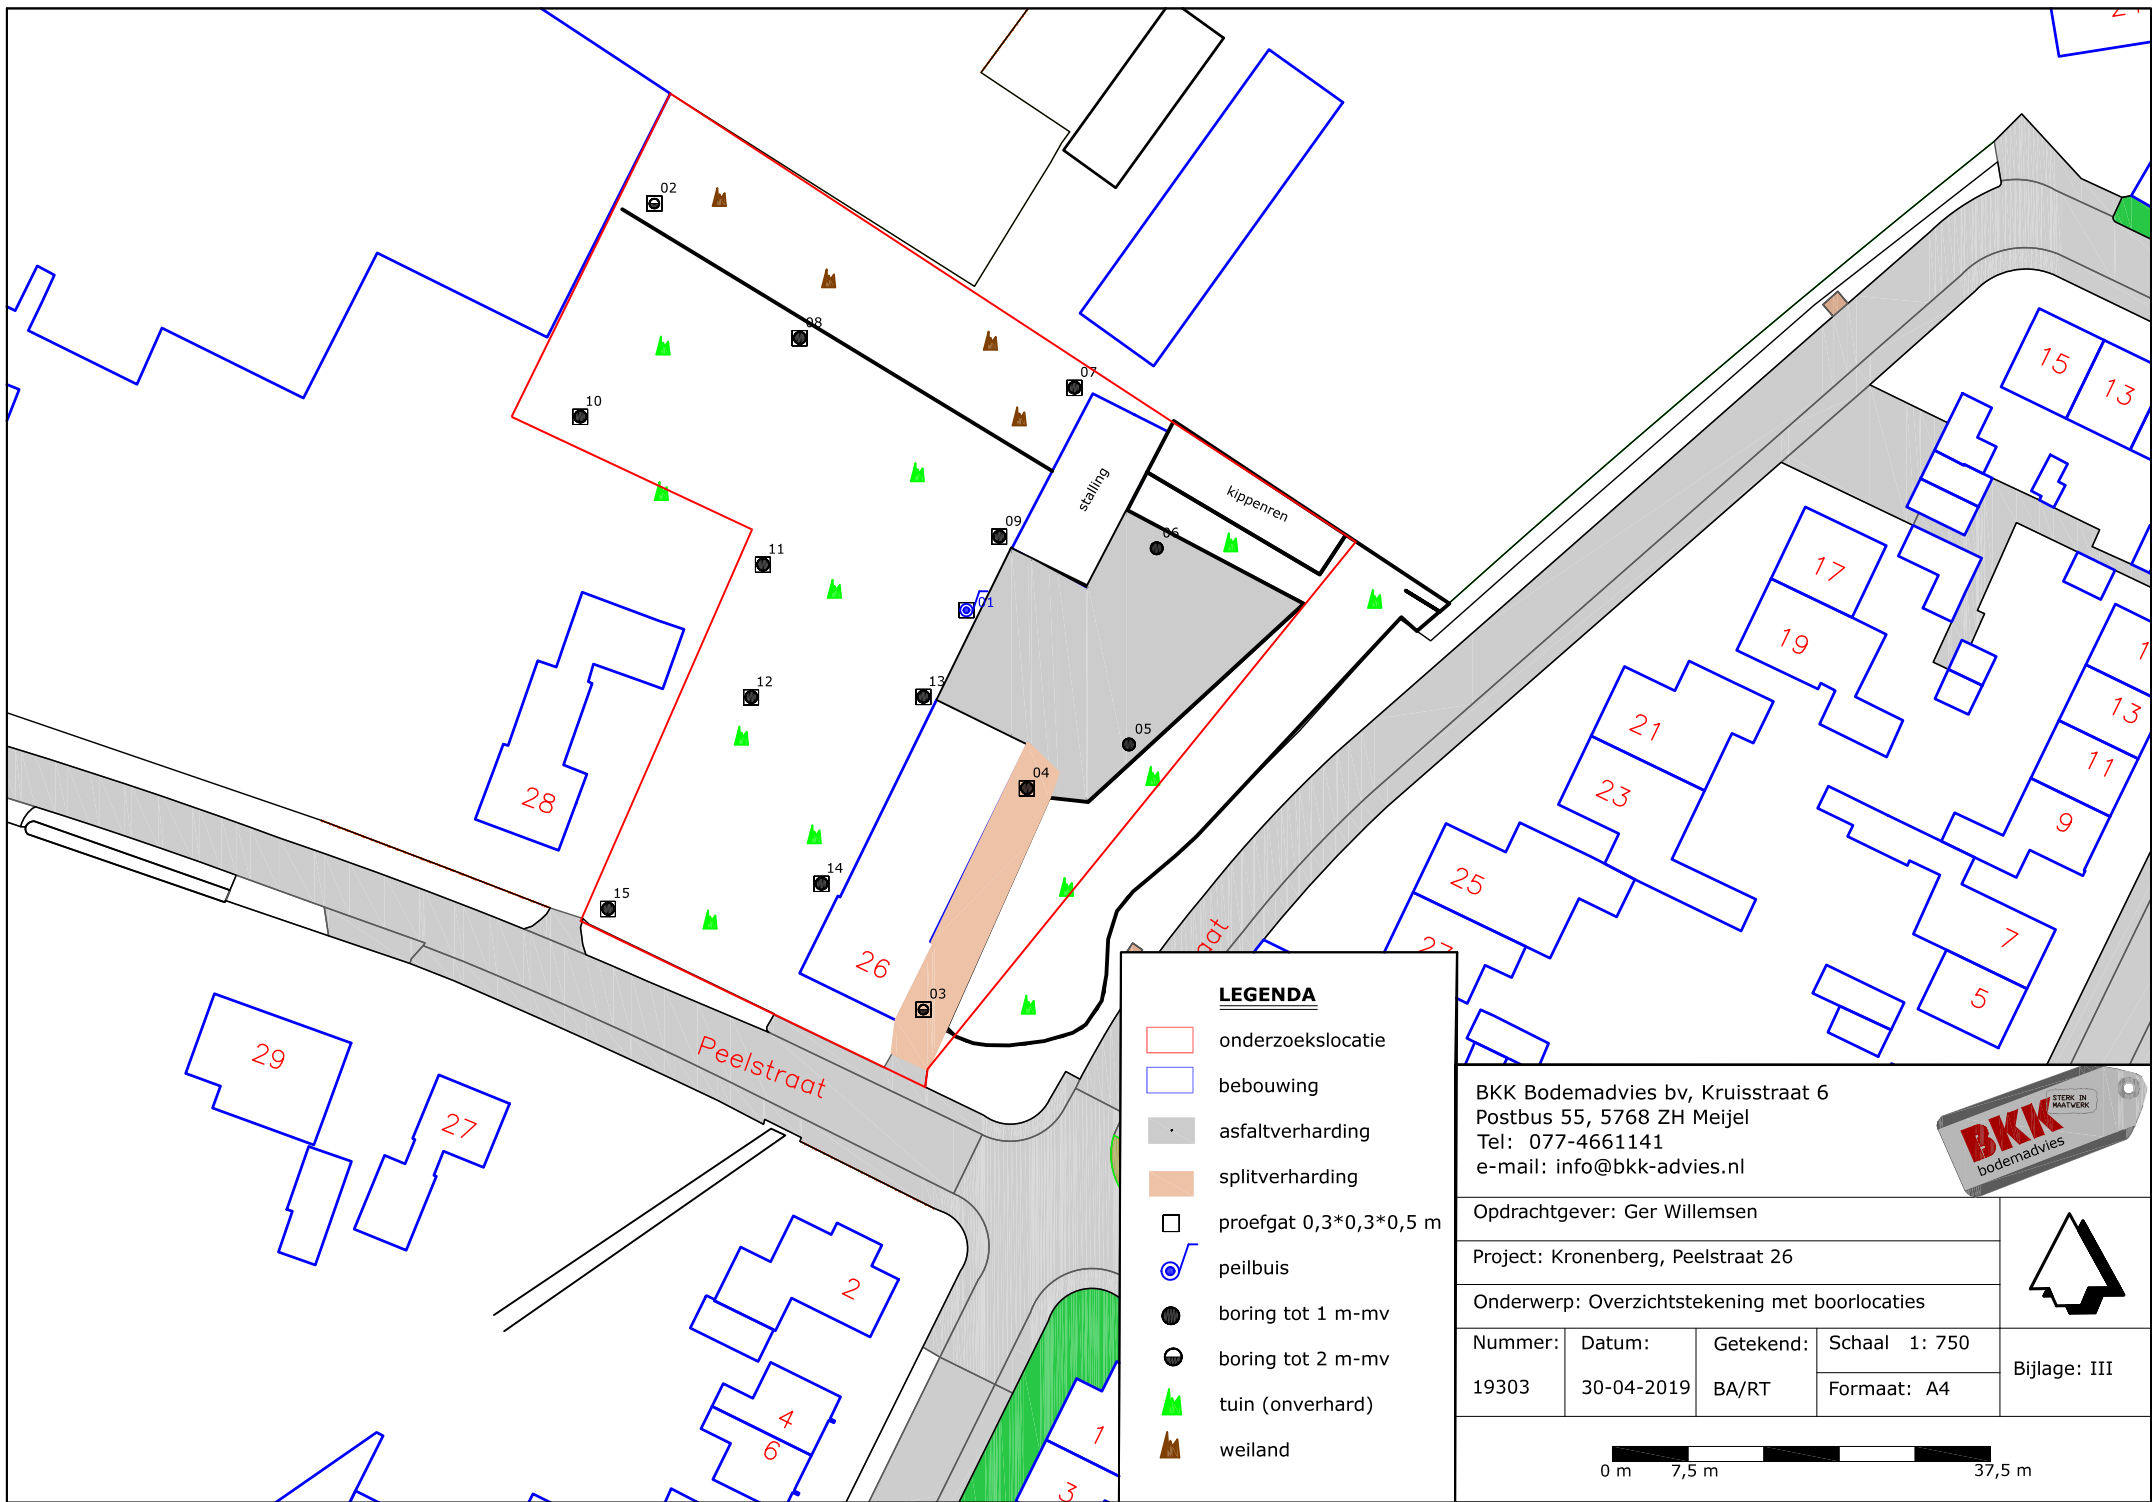 02
08
07
10
stalling
kippenren
09
06
11
01
12
13
05
04
14
15
03
26
28
29
27
Peelstraat
2
4
6
1
3
15
13
17
19
21
23
25
27
13
11
9
7
5
LEGENDA
onderzoekslocatie
bebouwing
asfaltverharding
splitverharding
proefgat 0,3*0,3*0,5 m
peilbuis
boring tot 1 m-mv
boring tot 2 m-mv
tuin (onverhard)
weiland
BKK Bodemadvies bv, Kruisstraat 6
Postbus 55, 5768 ZH Meijel
Tel: 077-4661141
e-mail: info@bkk-advies.nl
BKK
STERK IN
MAATWERK
bodemadvies
Opdrachtgever: Ger Willemsen
Project: Kronenberg, Peelstraat 26
Onderwerp: Overzichtstekening met boorlocaties
Nummer:
19303
Datum:
30-04-2019
Getekend:
BA/RT
Schaal 1: 750
Formaat: A4
Bijlage: III
0 m
7,5 m
37,5 m